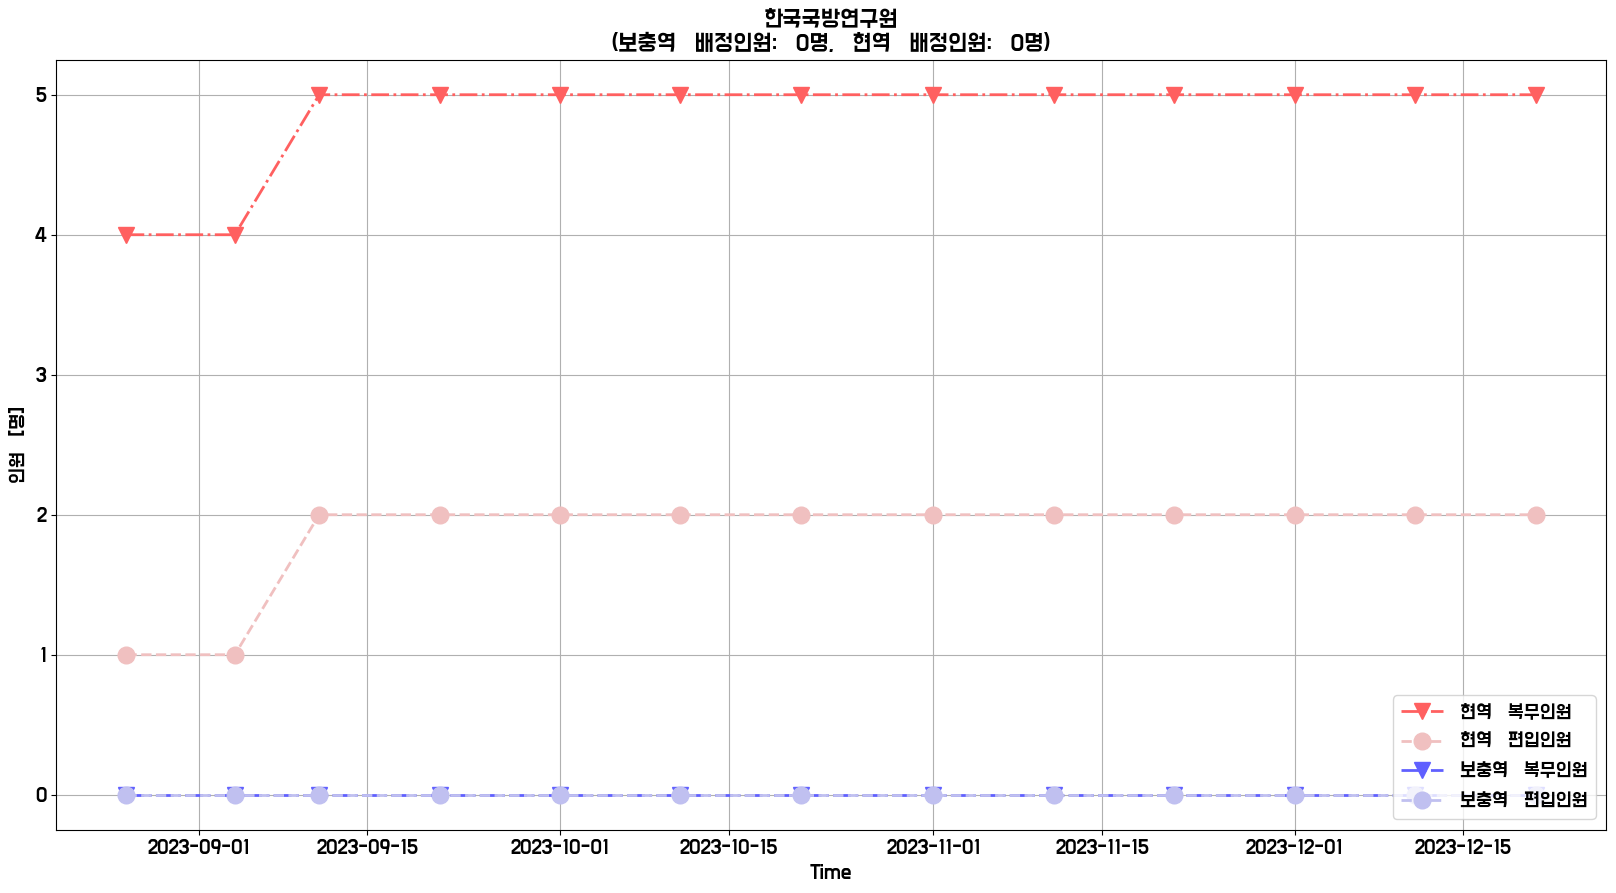 한국국방연구원
(보충역 배정인원: 0명, 현역 배정인원: 0명)
인원 [명]
5
4
3
2
1
0
현역 복무인원
현역 편입인원
보충역 복무인원
보충역 편입인원
2023-09-01 2023-09-15 2023-10-01 2023-10-15 2023-11-01 2023-11-15 2023-12-01 2023-12-15
Time